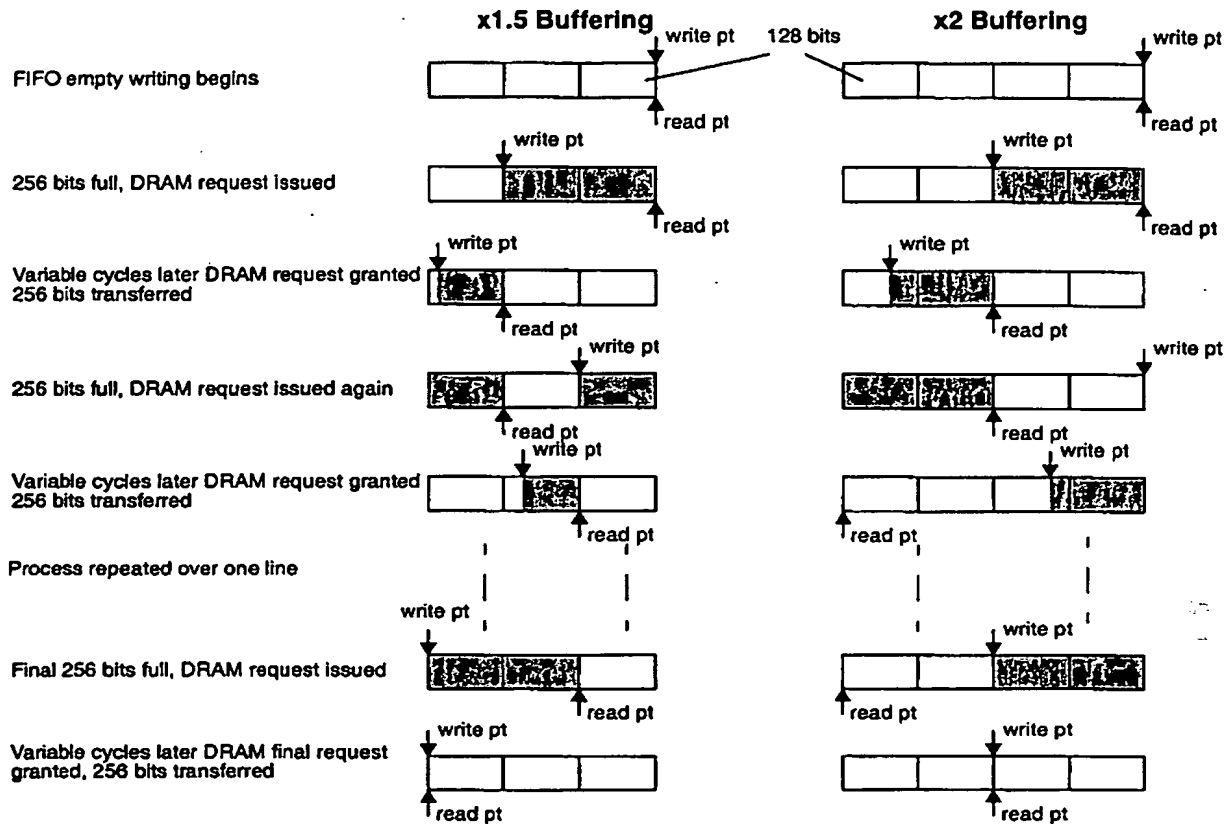 x1.5 Buffering
x2 Buffering
write pt
128 bits
write pt
FIFO empty writing begins
read pt
read pt
write pt
write pt
256 bits full, DRAM request issued
read pt
read pt
write pt
write pt
Variable cycles later DRAM request granted
256 bits transferred
read pt
read pt
write pt
write pt
256 bits full, DRAM request issued again
read pt
read pt
write pt
write pt
Variable cycles later DRAM request granted
256 bits transferred
read pt
read pt
Process repeated over one line
write pt
write pt
Final 256 bits full, DRAM request issued
read pt
read pt
write pt
write pt
Variable cycles later DRAM final request
granted, 256 bits transferred
read pt
read pt